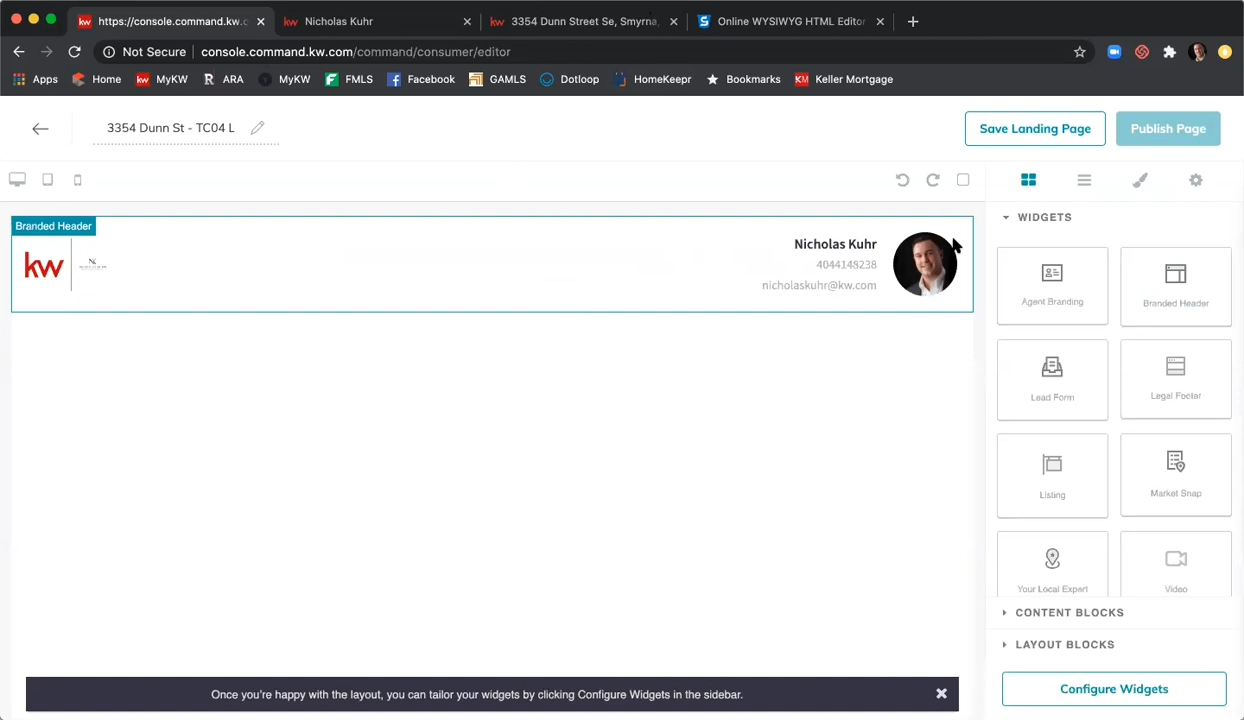 https://console.command.kw.c
Nicholas Kuhr
3354 Dunn Street Se, Smyrna,
Online WYSIWYG HTML Editor
Not Secure
console.command.kw.com/command/consumer/editor
Apps
Home
kw MyKW
R ARA
MyKW
FMLS
Facebook
GAMLS
Dotloop
HomeKeepr
Bookmarks
KM Keller Mortgage
3354 Dunn St - TC04 L
Save Landing Page
Publish Page
WIDGETS
Branded Header
kw
Nicholas Kuhr
4044148238
nicholaskuhr@kw.com
Agent Branding
Branded Header
Lead Form
Legal Footer
Listing
Market Snap
Your Local Expert
Video
CONTENT BLOCKS
LAYOUT BLOCKS
Configure Widgets
Once you're happy with the layout, you can tailor your widgets by clicking Configure Widgets in the sidebar.